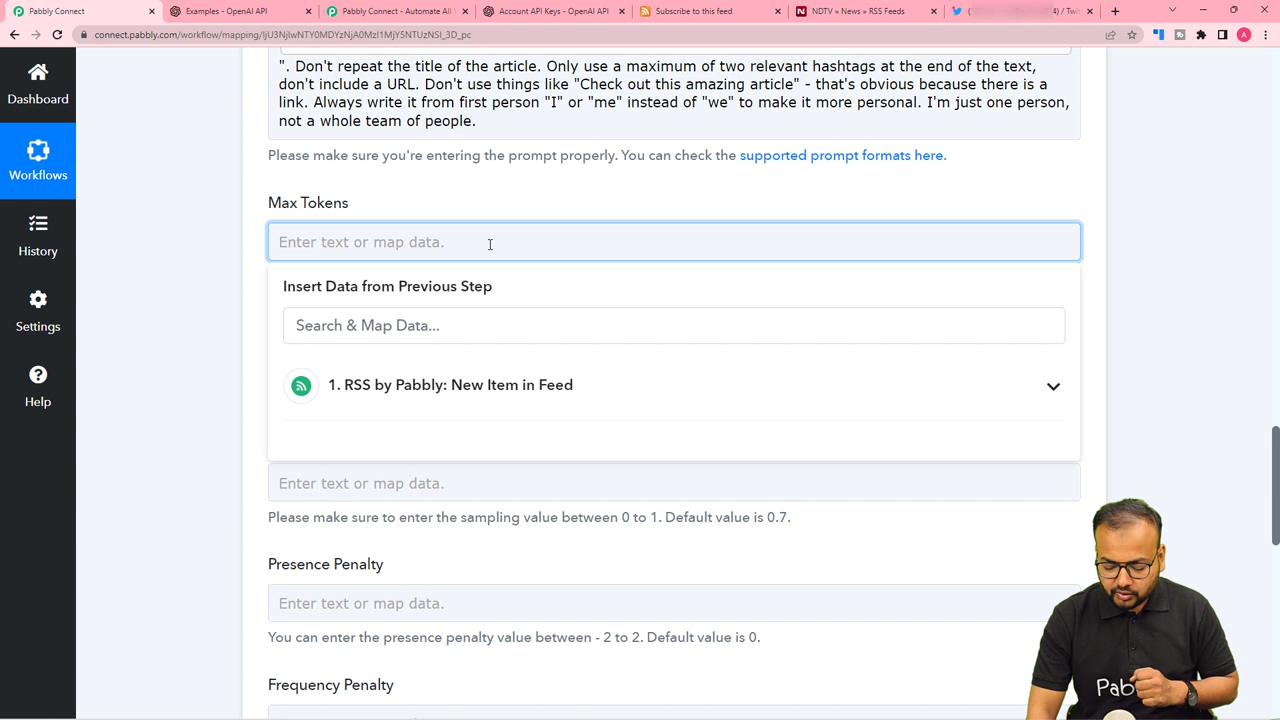 Pabbly Connect
Examples - OpenAI API
Pabbly Connect - Automate All
Account API Keys - OpenAI API
Subscribe to this feed
NDTV » News » RSS Feeds
4) / Twit
connect.pabbly.com/workflow/mapping/IjU3NjIwNTY0MDYzNjA0MzI1MjY5NTUzNSI_3D_pc
A
Dashboard
Workflows
History
Settings
Help
". Don't repeat the title of the article. Only use a maximum of two relevant hashtags at the end of the text,
don't include a URL. Don't use things like "Check out this amazing article" - that's obvious because there is a
link. Always write it from first person "I" or "me" instead of "we" to make it more personal. I'm just one person,
not a whole team of people.
Please make sure you're entering the prompt properly. You can check the supported prompt formats here.
Max Tokens
Enter text or map data.
Insert Data from Previous Step
Search & Map Data...
1. RSS by Pabbly: New Item in Feed
Enter text or map data.
Please make sure to enter the sampling value between 0 to 1. Default value is 0.7.
Presence Penalty
Enter text or map data.
You can enter the presence penalty value between - 2 to 2. Default value is 0.
Frequency Penalty
Pab